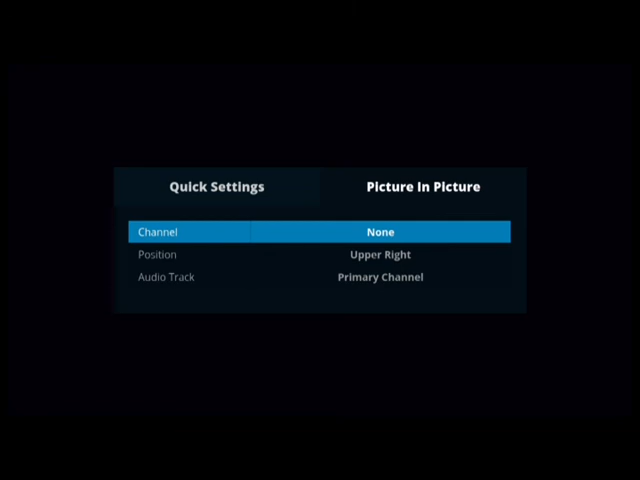 Quick Settings Picture In Picture
Channel None
Position Upper Right
Audio Track Primary Channel